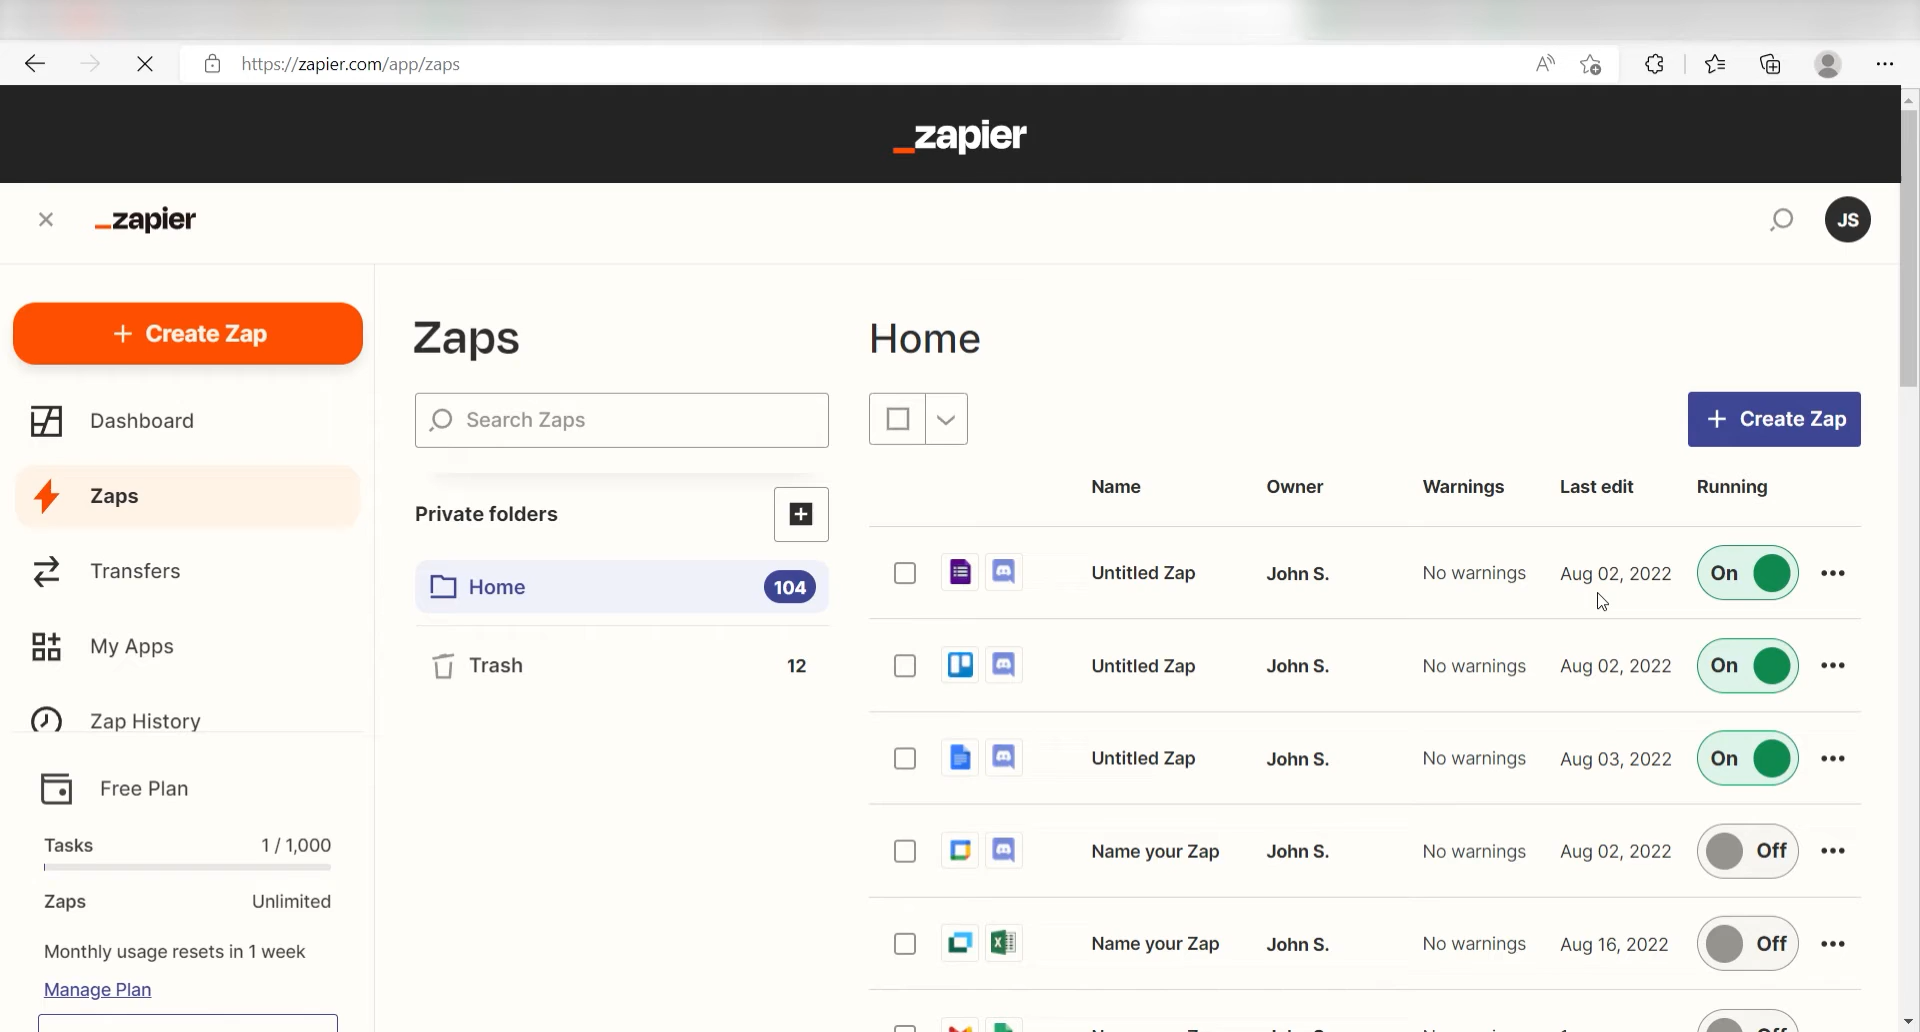 https://zapier.com/app/zaps
zapier
zapier
JS
+ Create Zap
Dashboard
Zaps
Transfers
My Apps
Zap History
Free Plan
Tasks 1 / 1,000
Zaps Unlimited
Monthly usage resets in 1 week
Manage Plan
Zaps
Search Zaps
Private folders
Home 104
Trash 12
Home
+ Create Zap
Name Owner Warnings Last edit Running
Untitled Zap John S. No warnings Aug 02, 2022 On
Untitled Zap John S. No warnings Aug 02, 2022 On
Untitled Zap John S. No warnings Aug 03, 2022 On
Name your Zap John S. No warnings Aug 02, 2022 Off
Name your Zap John S. No warnings Aug 16, 2022 Off